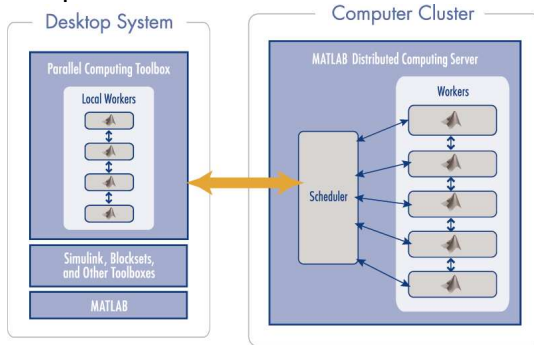 Desktop System
Parallel Computing Toolbox
Local Workers
Simulink, Blocksets,
and Other Toolboxes
MATLAB
Computer Cluster
MATLAB Distributed Computing Server
Workers
Scheduler